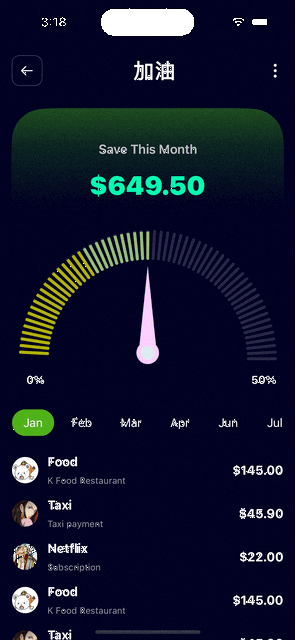 3:18
加油
Save This Month
$649.50
0%
50%
Jan Feb Mar Apr Jun Jul
Food
K Food Restaurant
$145.00
Taxi
Taxi payment
$45.90
Netflix
Subscription
$22.00
Food
K Food Restaurant
$145.00
Taxi